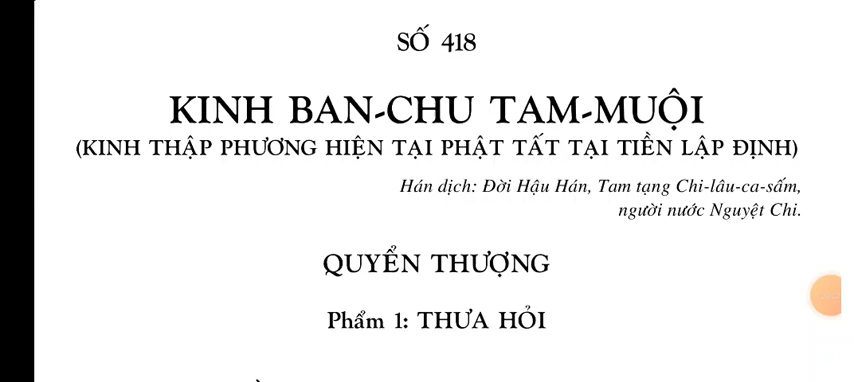 SỐ 418
KINH BAN-CHU TAM-MUỘI
(KINH THẬP PHƯƠNG HIỆN TẠI PHẬT TẤT TẠI TIỀN LẬP ĐỊNH)
Hán dịch: Đời Hậu Hán, Tam tạng Chi-lâu-ca-sấm,
người nước Nguyệt Chi.
QUYỂN THƯỢNG
Phẩm 1: THƯA HỎI